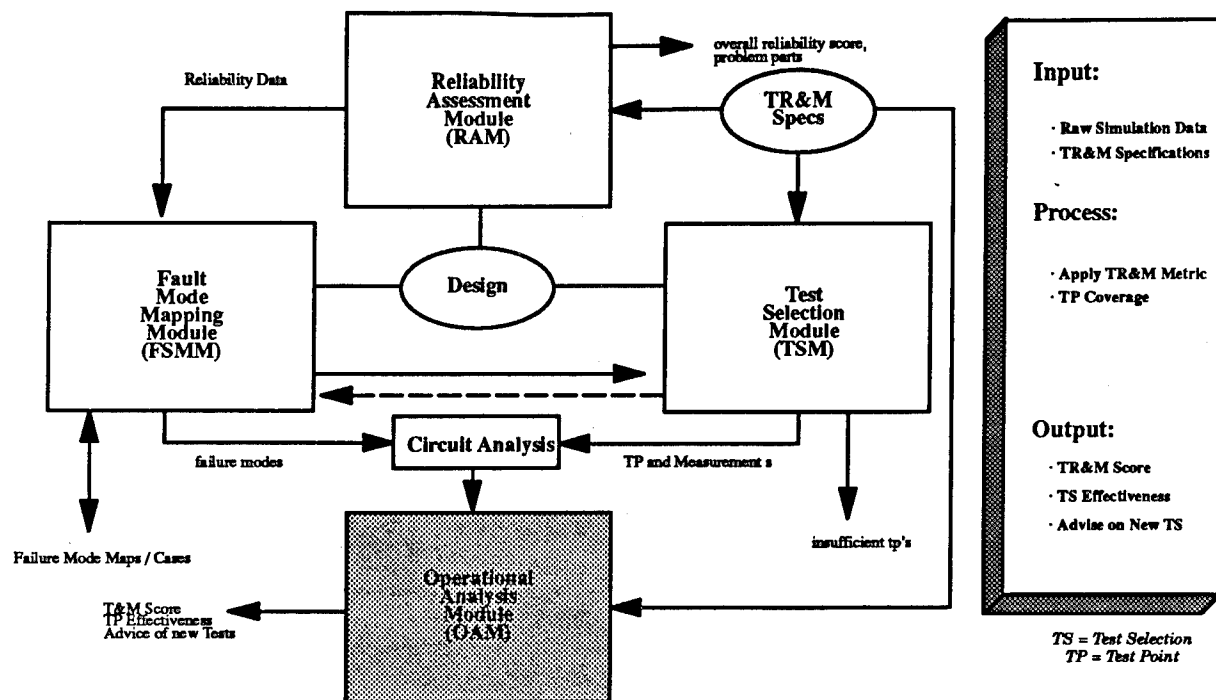 overall reliability score,
problem parts
Reliability Data
Reliability
Assessment
Module
(RAM)
TR&M
Specs
Fault
Mode
Mapping
Module
(FSMM)
Design
Test
Selection
Module
(TSM)
Circuit Analysis
failure modes
TP and Measurement s
Failure Mode Maps / Cases
insufficient tp's
Operational
Analysis
Module
(OAM)
T&M Score
TP Effectiveness
Advice of new Tests
Input:
· Raw Simulation Data
· TR&M Specifications
Process:
· Apply TR&M Metric
· TP Coverage
Output:
· TR&M Score
· TS Effectiveness
· Advise on New TS
TS = Test Selection
TP = Test Point